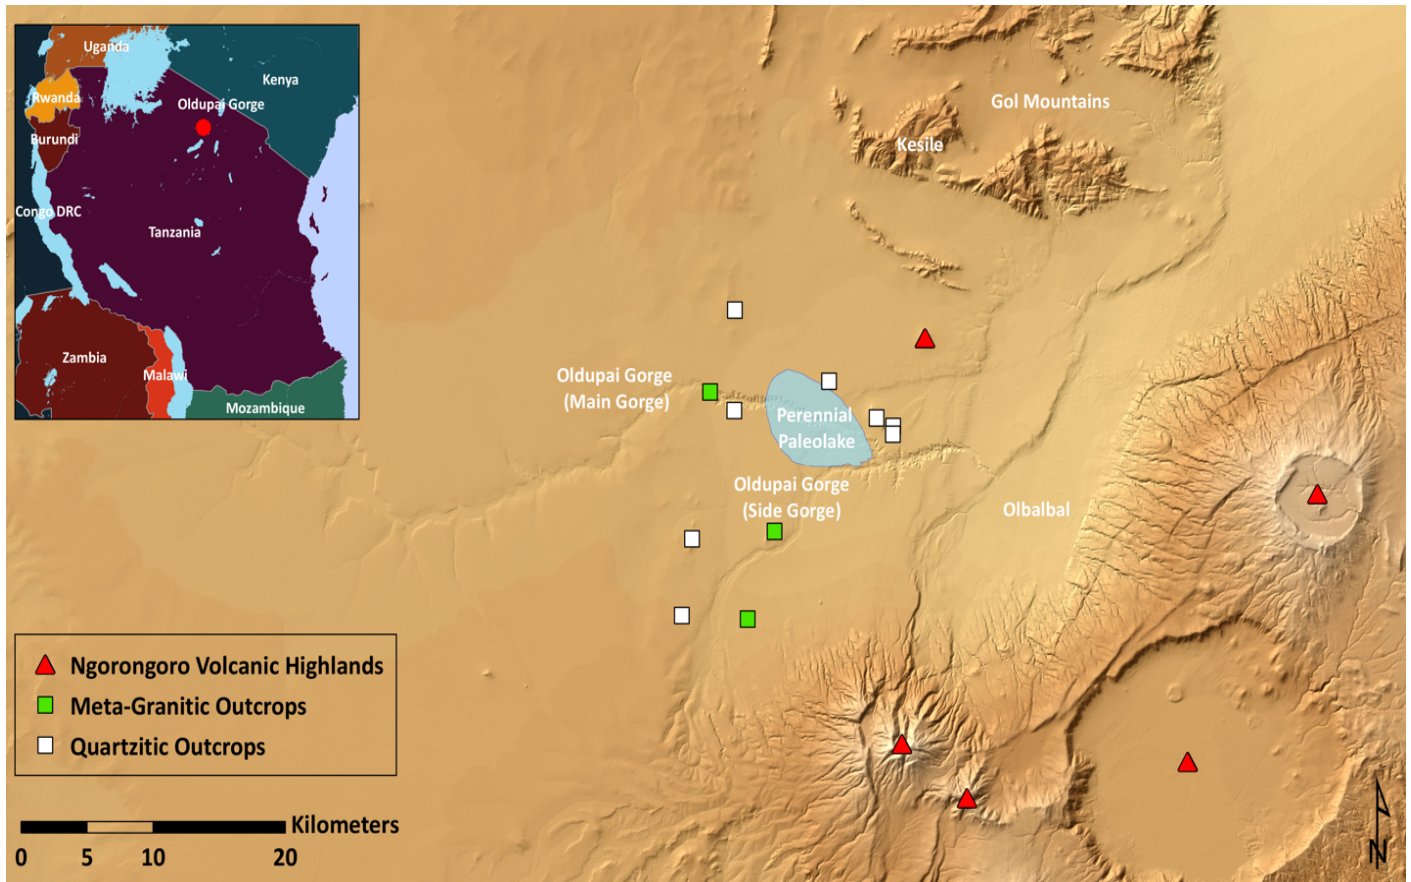 Uganda
Kenya
Rwanda
Oldupai Gorge
Burundi
Congo DRC
Tanzania
Zambia
Malawi
Mozambique
Gol Mountains
Kesile
Oldupai Gorge
(Main Gorge)
Perennial
Paleolake
Oldupai Gorge
(Side Gorge)
Olbalbal
Ngorongoro Volcanic Highlands
Meta-Granitic Outcrops
Quartzitic Outcrops
Kilometers
0 5 10 20
N